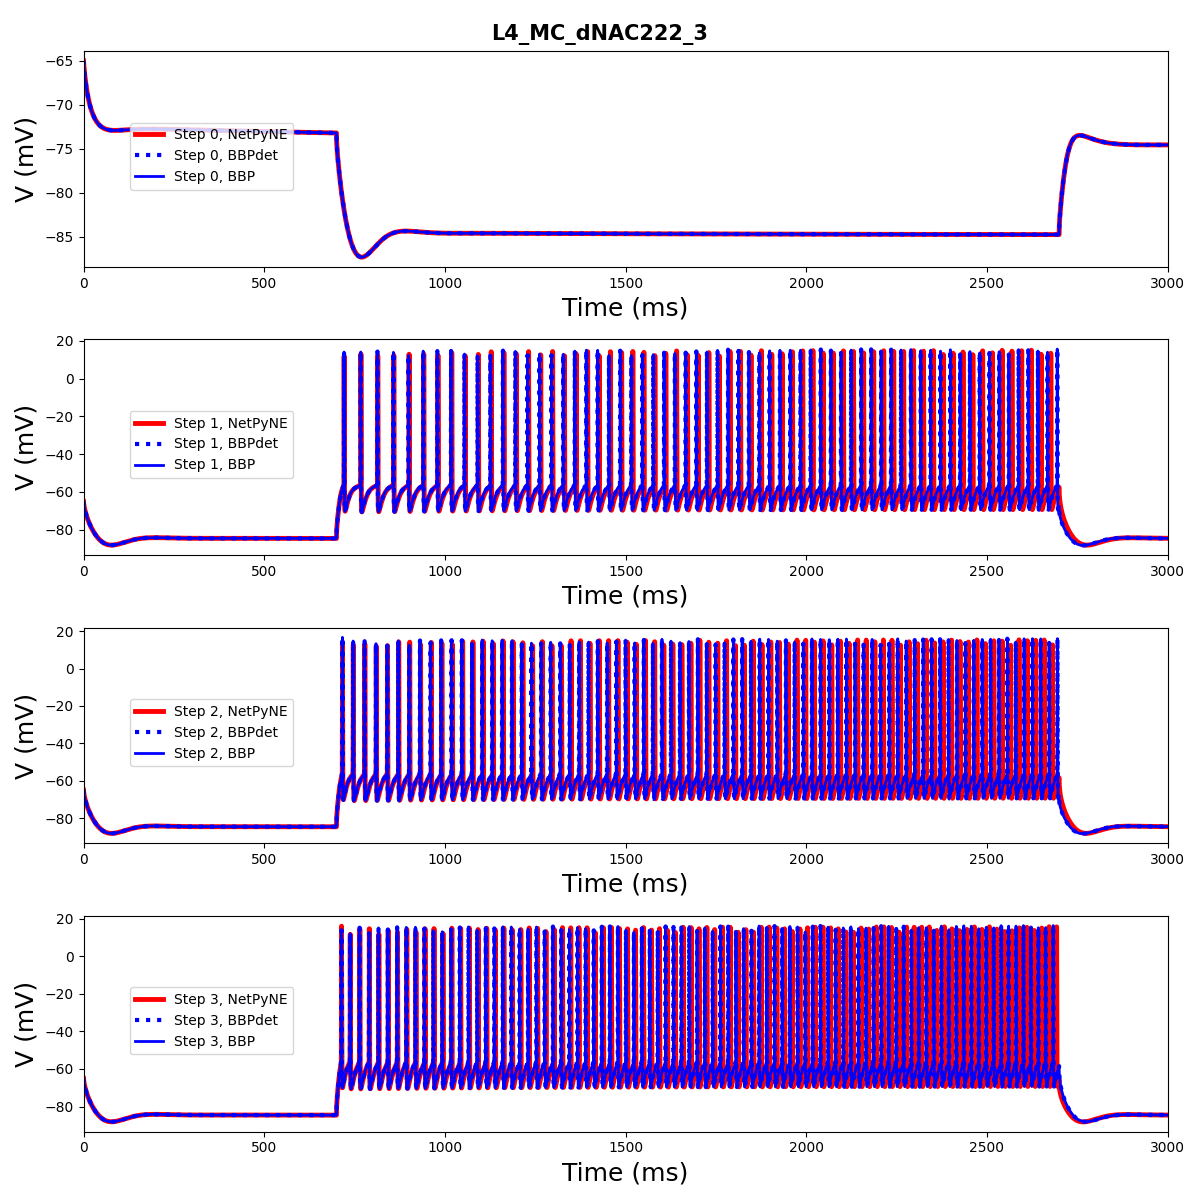 L4_MC_dNAC222_3
−65
−70
−75
−80
−85
V (mV)
Step 0, NetPyNE
Step 0, BBPdet
Step 0, BBP
0 500 1000 1500 2000 2500 3000
Time (ms)
20
0
−20
−40
−60
−80
V (mV)
Step 1, NetPyNE
Step 1, BBPdet
Step 1, BBP
0 500 1000 1500 2000 2500 3000
Time (ms)
20
0
−20
−40
−60
−80
V (mV)
Step 2, NetPyNE
Step 2, BBPdet
Step 2, BBP
0 500 1000 1500 2000 2500 3000
Time (ms)
20
0
−20
−40
−60
−80
V (mV)
Step 3, NetPyNE
Step 3, BBPdet
Step 3, BBP
0 500 1000 1500 2000 2500 3000
Time (ms)